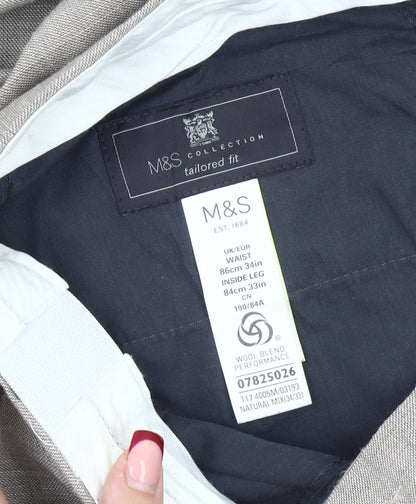 M&S COLLECTION
tailored fit
M&S
EST. 1884
UK/EUR
WAIST
86cm 34in
INSIDE LEG
84cm 33in
CN
190/84A
WOOL BLEND
PERFORMANCE
07825026
T17 4005M/03193
NATURAL MIX(34/33)